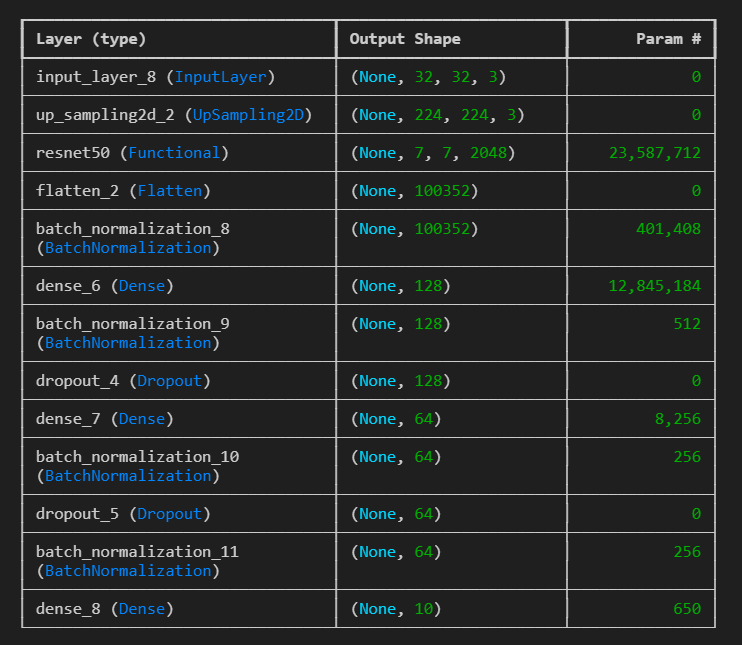 Layer (type) Output Shape Param #
input_layer_8 (InputLayer) (None, 32, 32, 3) 0
up_sampling2d_2 (UpSampling2D) (None, 224, 224, 3) 0
resnet50 (Functional) (None, 7, 7, 2048) 23,587,712
flatten_2 (Flatten) (None, 100352) 0
batch_normalization_8 (None, 100352) 401,408
(BatchNormalization)
dense_6 (Dense) (None, 128) 12,845,184
batch_normalization_9 (None, 128) 512
(BatchNormalization)
dropout_4 (Dropout) (None, 128) 0
dense_7 (Dense) (None, 64) 8,256
batch_normalization_10 (None, 64) 256
(BatchNormalization)
dropout_5 (Dropout) (None, 64) 0
batch_normalization_11 (None, 64) 256
(BatchNormalization)
dense_8 (Dense) (None, 10) 650